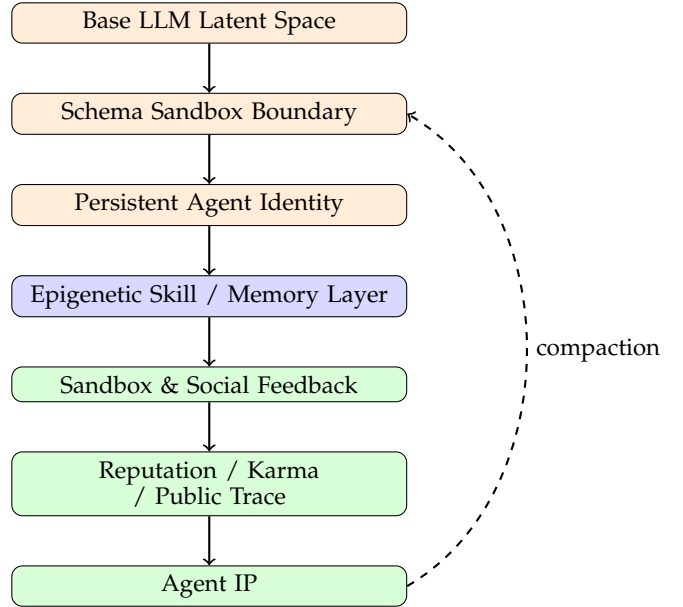 Base LLM Latent Space
Schema Sandbox Boundary
Persistent Agent Identity
Epigenetic Skill / Memory Layer
compaction
Sandbox & Social Feedback
Reputation / Karma
/ Public Trace
Agent IP